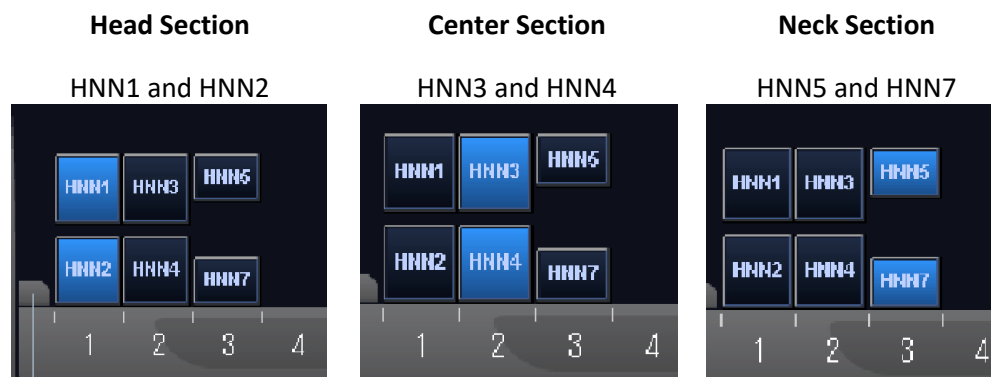 Head Section
HNN1 and HNN2
HNN1 HNN3 HNN5
HNN2 HNN4 HNN7
1 2 3 4
Center Section
HNN3 and HNN4
HNN1 HNN3 HNN5
HNN2 HNN4 HNN7
1 2 3 4
Neck Section
HNN5 and HNN7
HNN1 HNN3 HNN5
HNN2 HNN4 HNN7
1 2 3 4